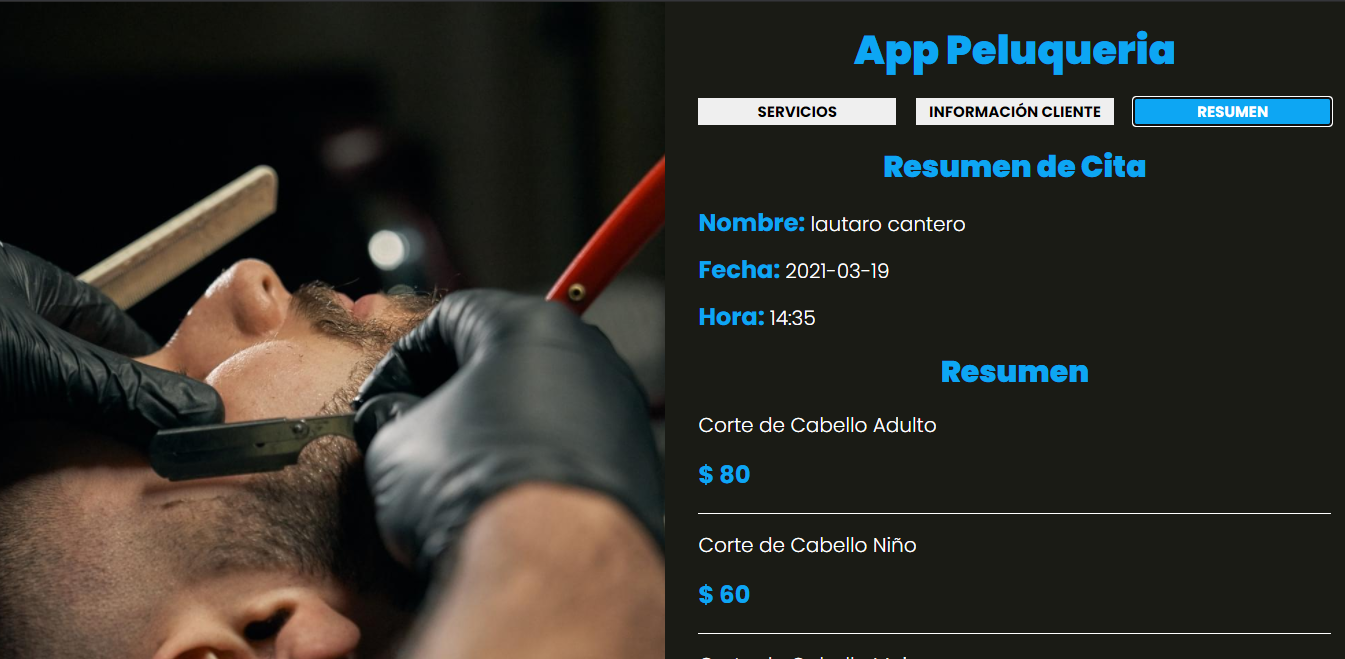 App Peluqueria
SERVICIOS
INFORMACIÓN CLIENTE
RESUMEN
Resumen de Cita
Nombre: lautaro cantero
Fecha: 2021-03-19
Hora: 14:35
Resumen
Corte de Cabello Adulto
$ 80
Corte de Cabello Niño
$ 60